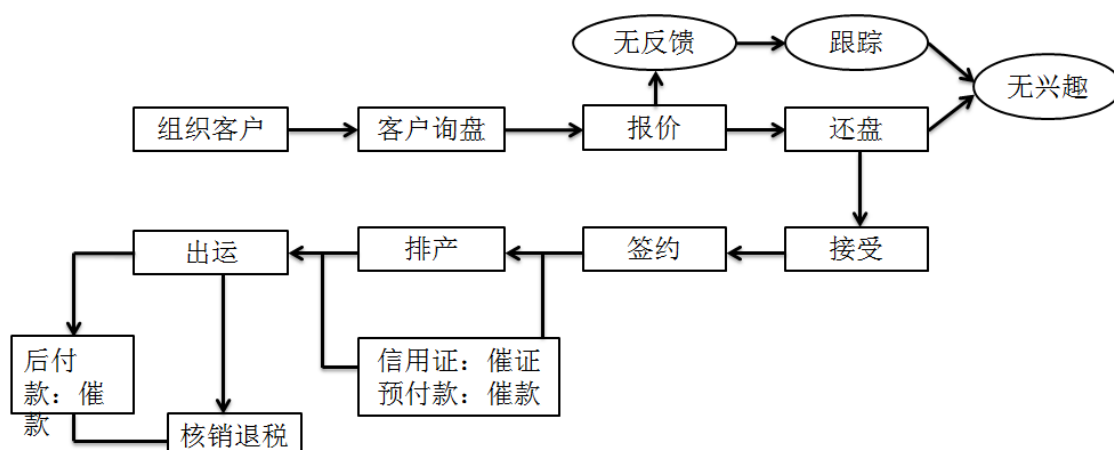 无反馈
跟踪
无兴趣
组织客户
客户询盘
报价
还盘
出运
排产
签约
接受
后付
款：催
款
信用证：催证
预付款：催款
核销退税